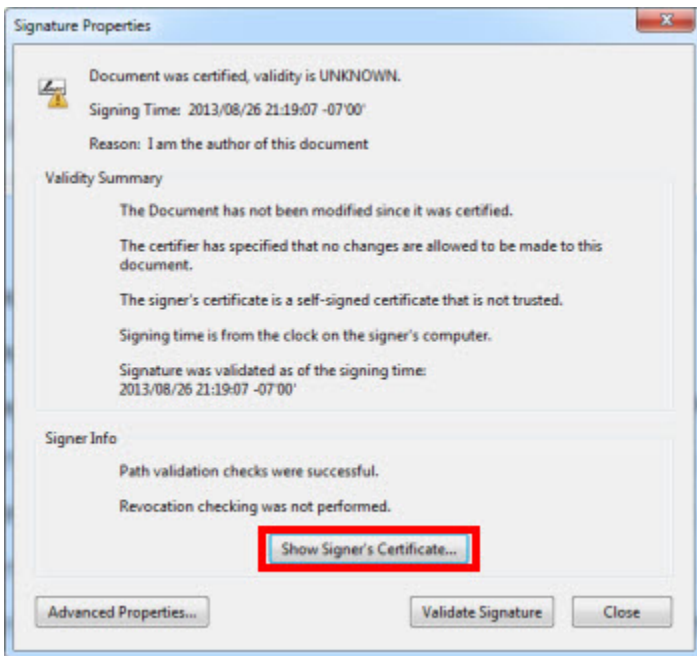 Signature Properties
Document was certified, validity is UNKNOWN.
Signing Time: 2013/08/26 21:19:07 -07'00'
Reason: I am the author of this document
Validity Summary
The Document has not been modified since it was certified.
The certifier has specified that no changes are allowed to be made to this
document.
The signer's certificate is a self-signed certificate that is not trusted.
Signing time is from the clock on the signer's computer.
Signature was validated as of the signing time:
2013/08/26 21:19:07 -07'00'
Signer Info
Path validation checks were successful.
Revocation checking was not performed.
Show Signer's Certificate...
Advanced Properties...
Validate Signature
Close